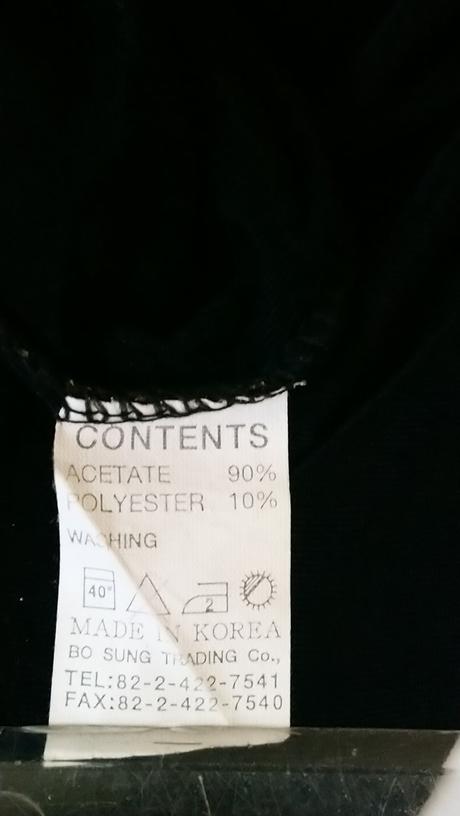 CONTENTS
ACETATE 90%
POLYESTER 10%
WASHING
40° 2
MADE IN KOREA
BO SUNG TRADING Co.,
TEL:82-2-422-7541
FAX:82-2-422-7540